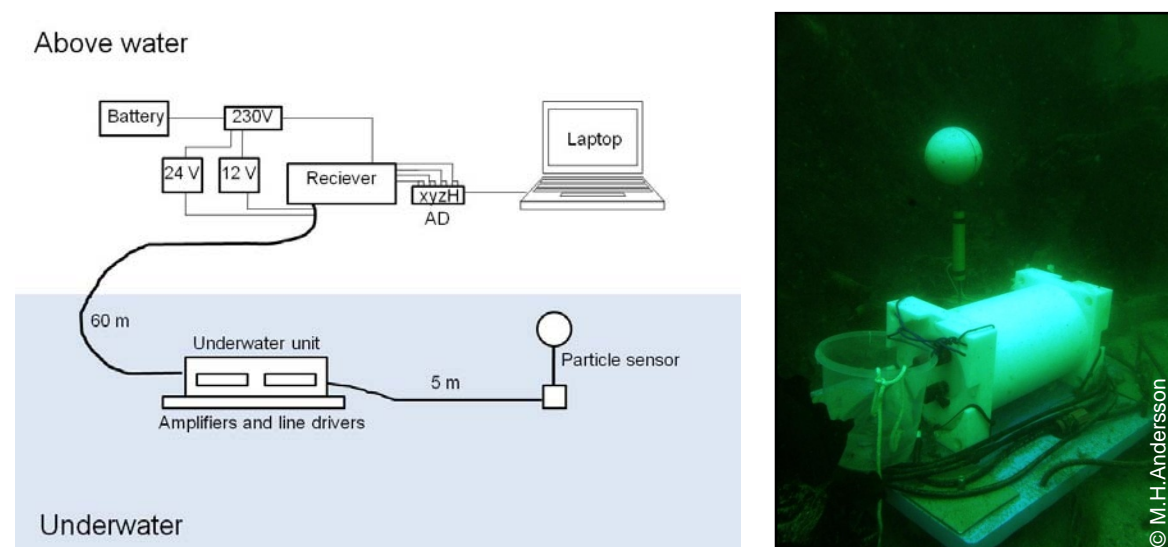 Above water
Battery
230V
24 V
12 V
Reciever
xyzH
AD
Laptop
60 m
Underwater unit
Amplifiers and line drivers
5 m
Particle sensor
Underwater
© M.H.Andersson